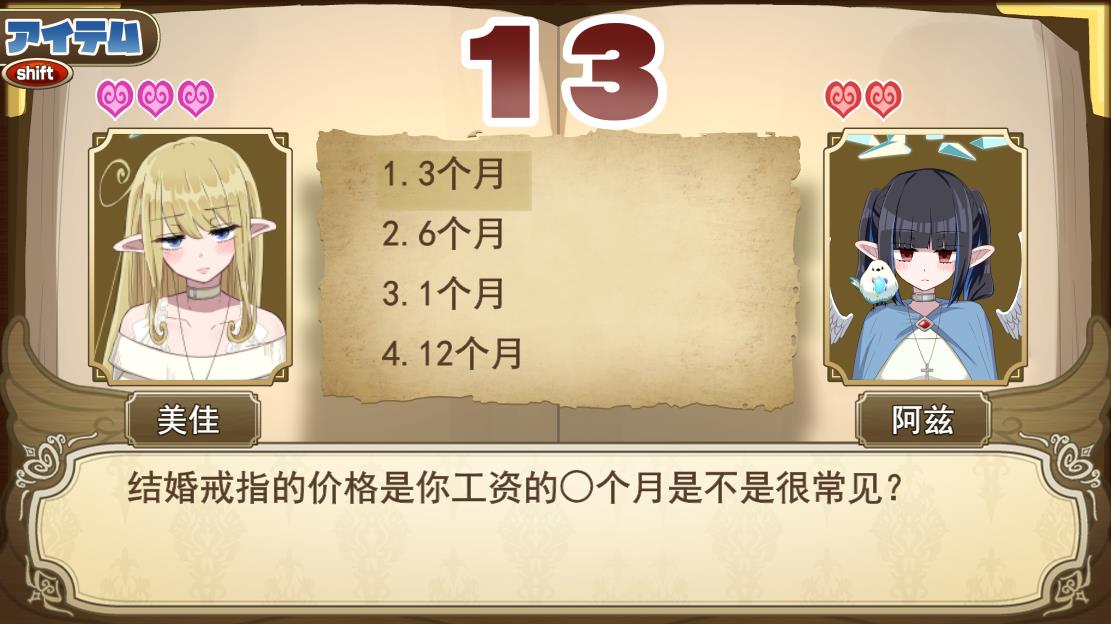 アイテム
shift
13
1.3个月
2.6个月
3.1个月
4.12个月
美佳
阿兹
结婚戒指的价格是你工资的〇个月是不是很常见?